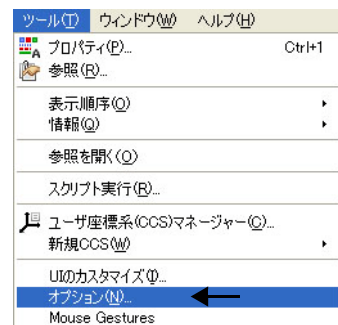 ツール(T) ウィンドウ(W) ヘルプ(H)
プロパティ(P)... Ctrl+1
参照(R)...
表示順序(O)
情報(Q)
参照を開く(O)
スクリプト実行(R)...
ユーザ座標系(CCS)マネージャー(C)...
新規CCS(W)
UIのカスタマイズ(I)...
オプション(N)...
Mouse Gestures